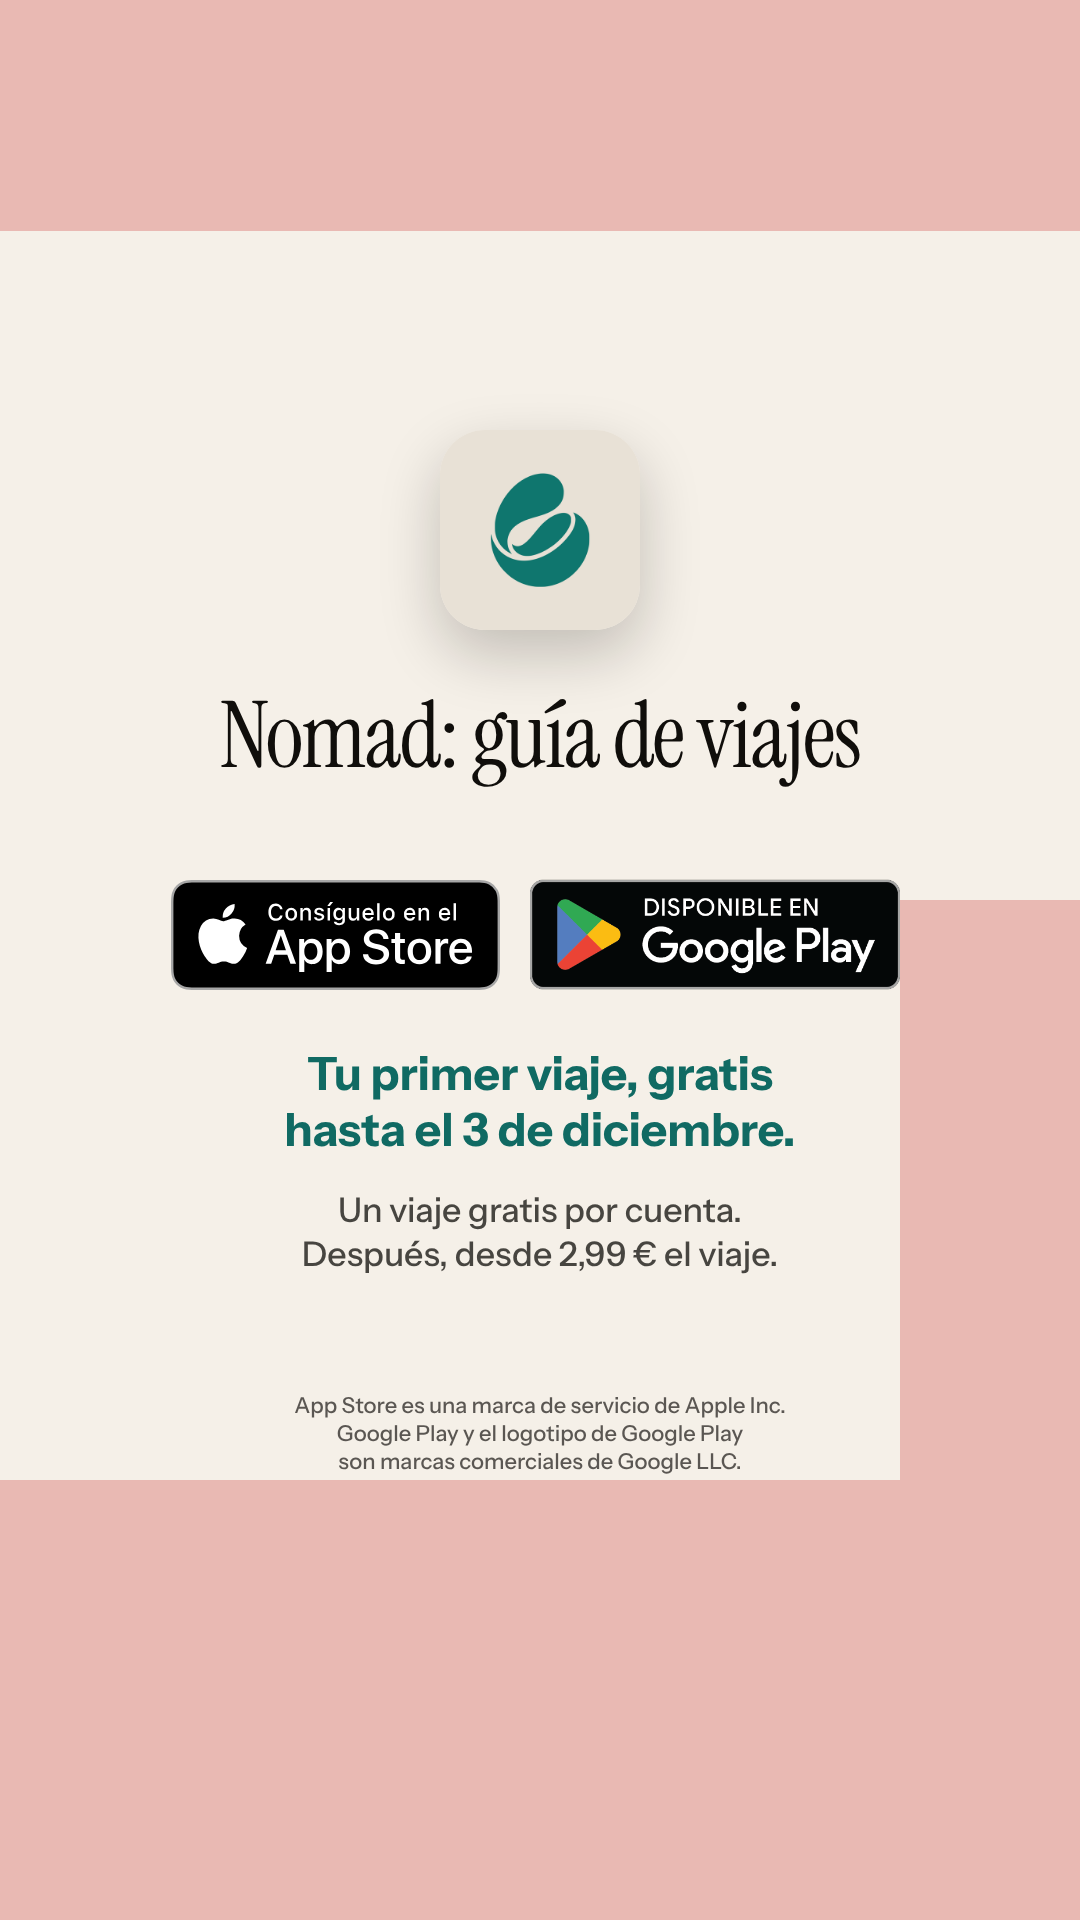 Nomad: guía de viajes
Consíguelo en el
App Store
DISPONIBLE EN
Google Play
Tu primer viaje, gratis
hasta el 3 de diciembre.
Un viaje gratis por cuenta.
Después, desde 2,99 € el viaje.
App Store es una marca de servicio de Apple Inc.
Google Play y el logotipo de Google Play
son marcas comerciales de Google LLC.